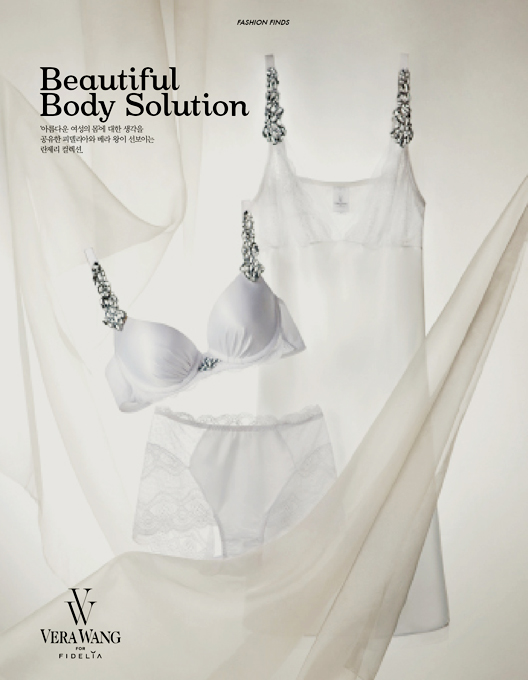 FASHION FINDS
Beautiful
Body Solution
'아름다운 여성의 몸'에 대한 생각을
공유한 피델리아와 베라 왕이 선보이는
란제리 컬렉션.
VERA WANG
FOR
FIDELIA